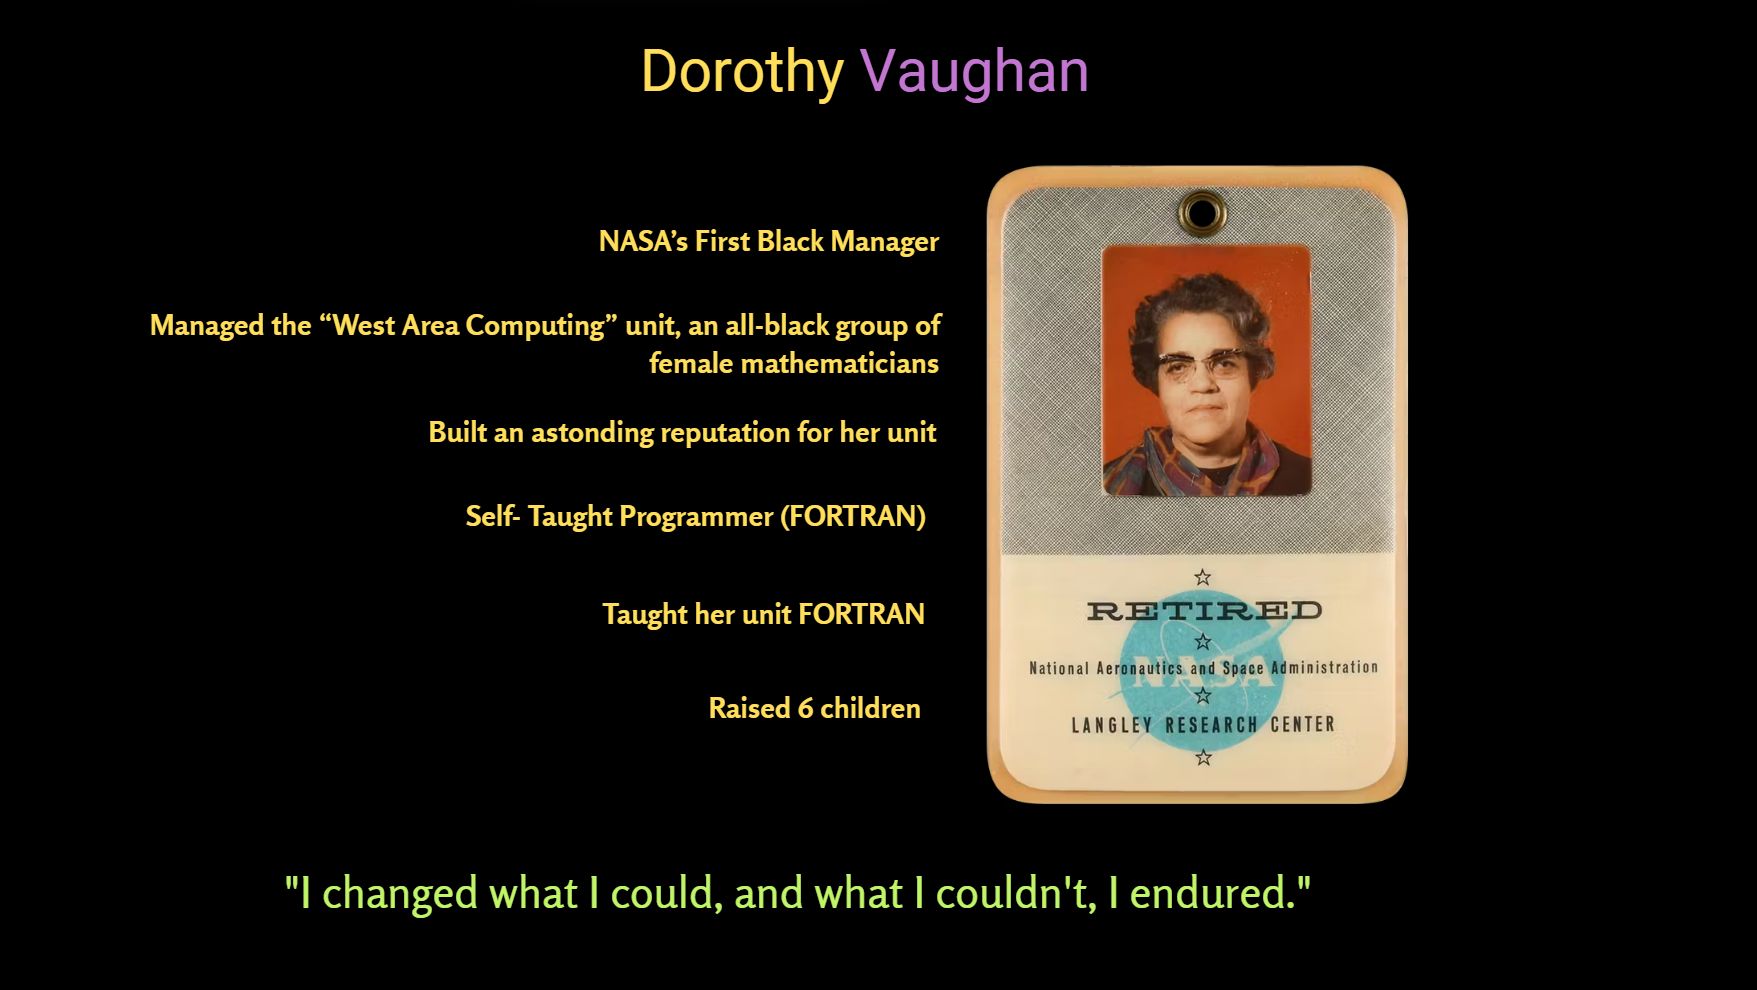 Dorothy Vaughan
NASA’s First Black Manager
Managed the “West Area Computing” unit, an all-black group of
female mathematicians
Built an astonding reputation for her unit
Self- Taught Programmer (FORTRAN)
Taught her unit FORTRAN
Raised 6 children
RETIRED
National Aeronautics and Space Administration
NASA
LANGLEY RESEARCH CENTER
"I changed what I could, and what I couldn't, I endured."